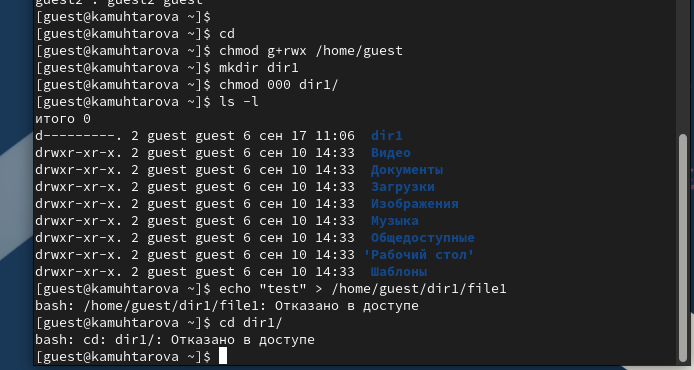 guest2 : guest2 guest
[guest@kamuhtarova ~]$
[guest@kamuhtarova ~]$ cd
[guest@kamuhtarova ~]$ chmod g+rwx /home/guest
[guest@kamuhtarova ~]$ mkdir dir1
[guest@kamuhtarova ~]$ chmod 000 dir1/
[guest@kamuhtarova ~]$ ls -l
итого 0
d---------. 2 guest guest 6 сен 17 11:06  dir1
drwxr-xr-x. 2 guest guest 6 сен 10 14:33  Видео
drwxr-xr-x. 2 guest guest 6 сен 10 14:33  Документы
drwxr-xr-x. 2 guest guest 6 сен 10 14:33  Загрузки
drwxr-xr-x. 2 guest guest 6 сен 10 14:33  Изображения
drwxr-xr-x. 2 guest guest 6 сен 10 14:33  Музыка
drwxr-xr-x. 2 guest guest 6 сен 10 14:33  Общедоступные
drwxr-xr-x. 2 guest guest 6 сен 10 14:33 'Рабочий стол'
drwxr-xr-x. 2 guest guest 6 сен 10 14:33  Шаблоны
[guest@kamuhtarova ~]$ echo "test" > /home/guest/dir1/file1
bash: /home/guest/dir1/file1: Отказано в доступе
[guest@kamuhtarova ~]$ cd dir1/
bash: cd: dir1/: Отказано в доступе
[guest@kamuhtarova ~]$